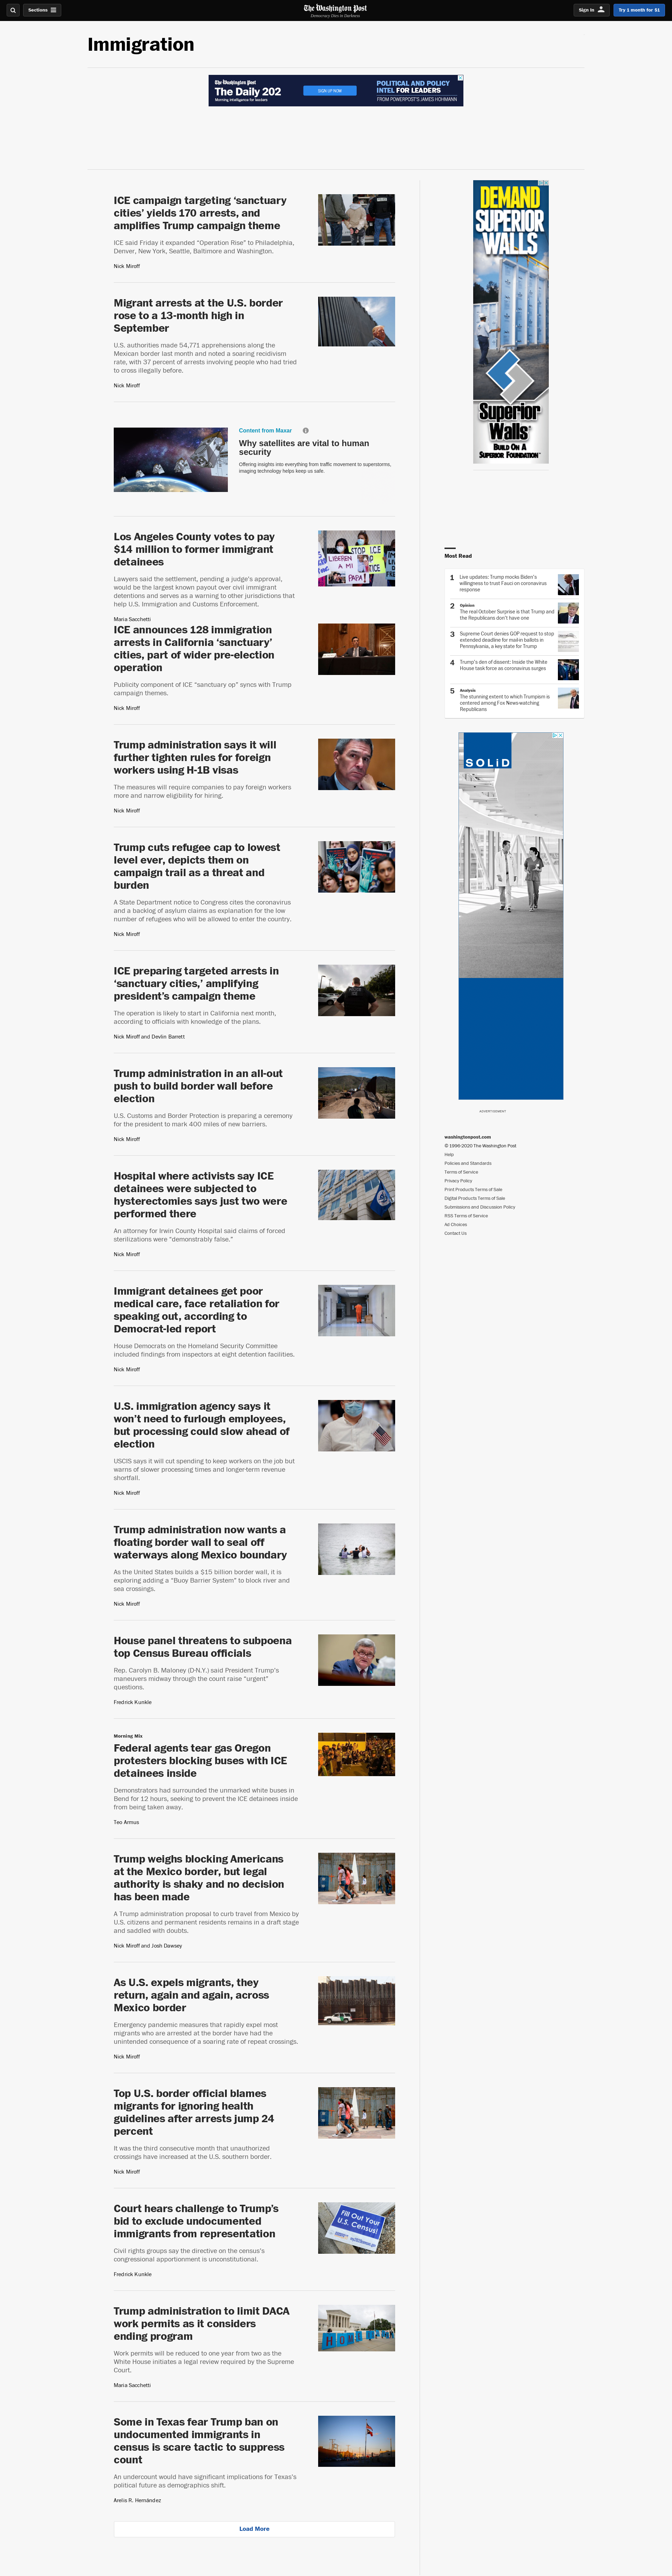 Sections
The Washington Post
Democracy Dies in Darkness
Sign In
Try 1 month for $1
Immigration
The Washington Post
The Daily 202
Morning intelligence for leaders
SIGN UP NOW
POLITICAL AND POLICY
INTEL FOR LEADERS
FROM POWERPOST'S JAMES HOHMANN
ICE campaign targeting ‘sanctuary
cities’ yields 170 arrests, and
amplifies Trump campaign theme
ICE said Friday it expanded “Operation Rise” to Philadelphia,
Denver, New York, Seattle, Baltimore and Washington.
Nick Miroff
Migrant arrests at the U.S. border
rose to a 13-month high in
September
U.S. authorities made 54,771 apprehensions along the
Mexican border last month and noted a soaring recidivism
rate, with 37 percent of arrests involving people who had tried
to cross illegally before.
Nick Miroff
Content from Maxar
Why satellites are vital to human
security
Offering insights into everything from traffic movement to superstorms,
imaging technology helps keep us safe.
Los Angeles County votes to pay
$14 million to former immigrant
detainees
Lawyers said the settlement, pending a judge’s approval,
would be the largest known payout over civil immigrant
detentions and serves as a warning to other jurisdictions that
help U.S. Immigration and Customs Enforcement.
Maria Sacchetti
ICE announces 128 immigration
arrests in California ‘sanctuary’
cities, part of wider pre-election
operation
Publicity component of ICE “sanctuary op” syncs with Trump
campaign themes.
Nick Miroff
Trump administration says it will
further tighten rules for foreign
workers using H-1B visas
The measures will require companies to pay foreign workers
more and narrow eligibility for hiring.
Nick Miroff
Trump cuts refugee cap to lowest
level ever, depicts them on
campaign trail as a threat and
burden
A State Department notice to Congress cites the coronavirus
and a backlog of asylum claims as explanation for the low
number of refugees who will be allowed to enter the country.
Nick Miroff
ICE preparing targeted arrests in
‘sanctuary cities,’ amplifying
president’s campaign theme
The operation is likely to start in California next month,
according to officials with knowledge of the plans.
Nick Miroff and Devlin Barrett
Trump administration in an all-out
push to build border wall before
election
U.S. Customs and Border Protection is preparing a ceremony
for the president to mark 400 miles of new barriers.
Nick Miroff
Hospital where activists say ICE
detainees were subjected to
hysterectomies says just two were
performed there
An attorney for Irwin County Hospital said claims of forced
sterilizations were “demonstrably false.”
Nick Miroff
Immigrant detainees get poor
medical care, face retaliation for
speaking out, according to
Democrat-led report
House Democrats on the Homeland Security Committee
included findings from inspectors at eight detention facilities.
Nick Miroff
U.S. immigration agency says it
won’t need to furlough employees,
but processing could slow ahead of
election
USCIS says it will cut spending to keep workers on the job but
warns of slower processing times and longer-term revenue
shortfall.
Nick Miroff
Trump administration now wants a
floating border wall to seal off
waterways along Mexico boundary
As the United States builds a $15 billion border wall, it is
exploring adding a “Buoy Barrier System” to block river and
sea crossings.
Nick Miroff
House panel threatens to subpoena
top Census Bureau officials
Rep. Carolyn B. Maloney (D-N.Y.) said President Trump’s
maneuvers midway through the count raise “urgent”
questions.
Fredrick Kunkle
Morning Mix
Federal agents tear gas Oregon
protesters blocking buses with ICE
detainees inside
Demonstrators had surrounded the unmarked white buses in
Bend for 12 hours, seeking to prevent the ICE detainees inside
from being taken away.
Teo Armus
Trump weighs blocking Americans
at the Mexico border, but legal
authority is shaky and no decision
has been made
A Trump administration proposal to curb travel from Mexico by
U.S. citizens and permanent residents remains in a draft stage
and saddled with doubts.
Nick Miroff and Josh Dawsey
As U.S. expels migrants, they
return, again and again, across
Mexico border
Emergency pandemic measures that rapidly expel most
migrants who are arrested at the border have had the
unintended consequence of a soaring rate of repeat crossings.
Nick Miroff
Top U.S. border official blames
migrants for ignoring health
guidelines after arrests jump 24
percent
It was the third consecutive month that unauthorized
crossings have increased at the U.S. southern border.
Nick Miroff
Court hears challenge to Trump’s
bid to exclude undocumented
immigrants from representation
Civil rights groups say the directive on the census’s
congressional apportionment is unconstitutional.
Fredrick Kunkle
Fill Out Your
U.S. Census!
Trump administration to limit DACA
work permits as it considers
ending program
Work permits will be reduced to one year from two as the
White House initiates a legal review required by the Supreme
Court.
Maria Sacchetti
Some in Texas fear Trump ban on
undocumented immigrants in
census is scare tactic to suppress
count
An undercount would have significant implications for Texas’s
political future as demographics shift.
Arelis R. Hernández
Load More
DEMAND
SUPERIOR
WALLS
Superior
Walls
BUILD ON A
SUPERIOR FOUNDATION
Most Read
1 Live updates: Trump mocks Biden’s
willingness to trust Fauci on coronavirus
response
2 Opinion
The real October Surprise is that Trump and
the Republicans don’t have one
3 Supreme Court denies GOP request to stop
extended deadline for mail-in ballots in
Pennsylvania, a key state for Trump
4 Trump’s den of dissent: Inside the White
House task force as coronavirus surges
5 Analysis
The stunning extent to which Trumpism is
centered among Fox News-watching
Republicans
SOLiD
ADVERTISEMENT
washingtonpost.com
© 1996-2020 The Washington Post
Help
Policies and Standards
Terms of Service
Privacy Policy
Print Products Terms of Sale
Digital Products Terms of Sale
Submissions and Discussion Policy
RSS Terms of Service
Ad Choices
Contact Us